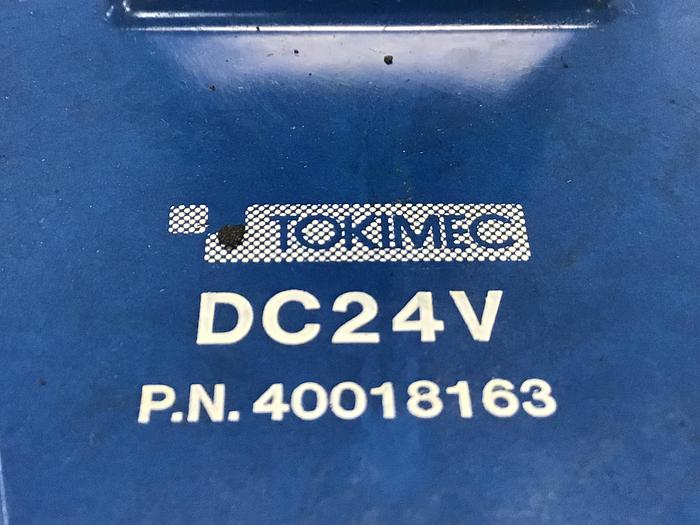 TOKIMEC
DC24V
P.N. 40018163